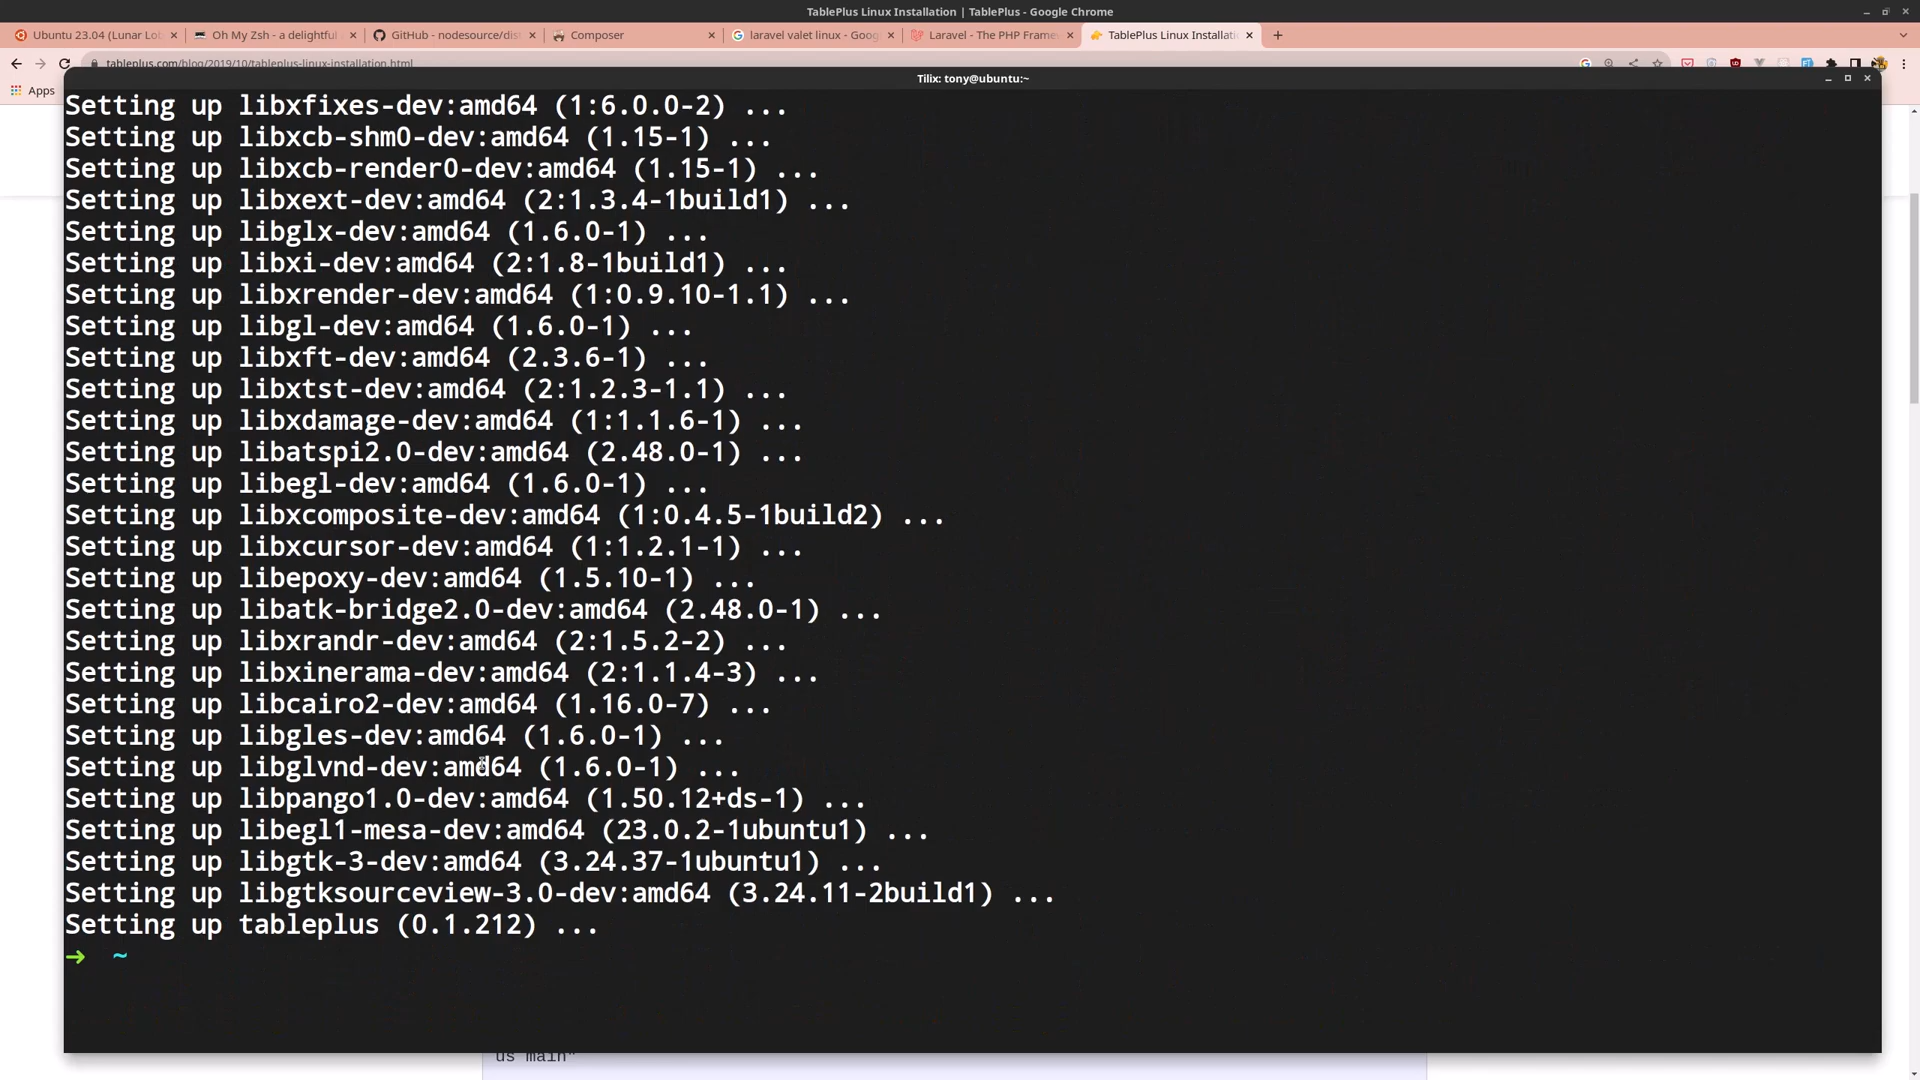 TablePlus Linux Installation | TablePlus - Google Chrome
Ubuntu 23.04 (Lunar Lob
Oh My Zsh - a delightful
GitHub - nodesource/dis
Composer
laravel valet linux - Goog
Laravel - The PHP Frame
TablePlus Linux Installati
tableplus.com/blog/2019/10/tableplus-linux-installation.html
Apps
Tilix: tony@ubuntu:~
Setting up libxfixes-dev:amd64 (1:6.0.0-2) ...
Setting up libxcb-shm0-dev:amd64 (1.15-1) ...
Setting up libxcb-render0-dev:amd64 (1.15-1) ...
Setting up libxext-dev:amd64 (2:1.3.4-1build1) ...
Setting up libglx-dev:amd64 (1.6.0-1) ...
Setting up libxi-dev:amd64 (2:1.8-1build1) ...
Setting up libxrender-dev:amd64 (1:0.9.10-1.1) ...
Setting up libgl-dev:amd64 (1.6.0-1) ...
Setting up libxft-dev:amd64 (2.3.6-1) ...
Setting up libxtst-dev:amd64 (2:1.2.3-1.1) ...
Setting up libxdamage-dev:amd64 (1:1.1.6-1) ...
Setting up libatspi2.0-dev:amd64 (2.48.0-1) ...
Setting up libegl-dev:amd64 (1.6.0-1) ...
Setting up libxcomposite-dev:amd64 (1:0.4.5-1build2) ...
Setting up libxcursor-dev:amd64 (1:1.2.1-1) ...
Setting up libepoxy-dev:amd64 (1.5.10-1) ...
Setting up libatk-bridge2.0-dev:amd64 (2.48.0-1) ...
Setting up libxrandr-dev:amd64 (2:1.5.2-2) ...
Setting up libxinerama-dev:amd64 (2:1.1.4-3) ...
Setting up libcairo2-dev:amd64 (1.16.0-7) ...
Setting up libgles-dev:amd64 (1.6.0-1) ...
Setting up libglvnd-dev:amd64 (1.6.0-1) ...
Setting up libpango1.0-dev:amd64 (1.50.12+ds-1) ...
Setting up libegl1-mesa-dev:amd64 (23.0.2-1ubuntu1) ...
Setting up libgtk-3-dev:amd64 (3.24.37-1ubuntu1) ...
Setting up libgtksourceview-3.0-dev:amd64 (3.24.11-2build1) ...
Setting up tableplus (0.1.212) ...
➜ ~
us main"